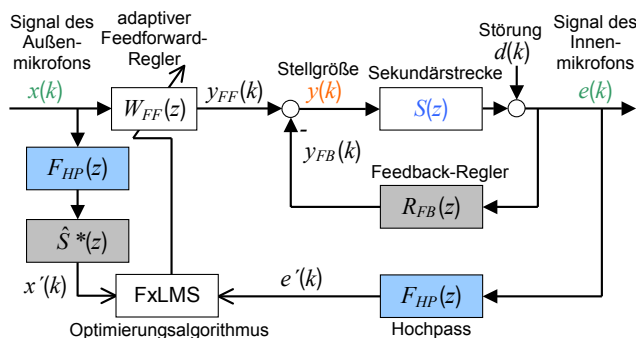 Signal des
Außen-
mikrofons
x(k)
adaptiver
Feedforward-
Regler
W_FF(z)
y_FF(k)
Stellgröße
y(k)
Sekundärstrecke
S(z)
Störung
d(k)
Signal des
Innen-
mikrofons
e(k)
-
y_FB(k)
Feedback-Regler
R_FB(z)
F_HP(z)
Ŝ*(z)
x´(k)
FxLMS
Optimierungsalgorithmus
e´(k)
F_HP(z)
Hochpass